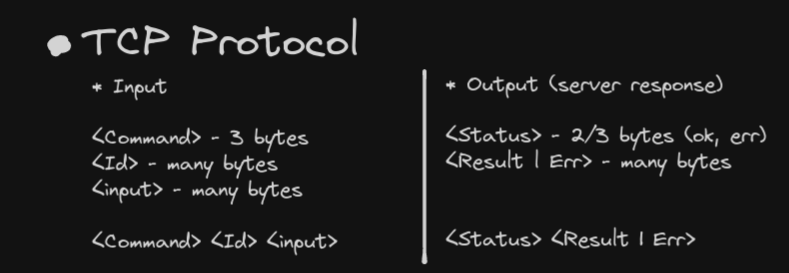 ● TCP Protocol
* Input
<Command> - 3 bytes
<Id> - many bytes
<input> - many bytes
<Command> <Id> <input>
* Output (server response)
<Status> - 2/3 bytes (ok, err)
<Result | Err> - many bytes
<Status> <Result | Err>